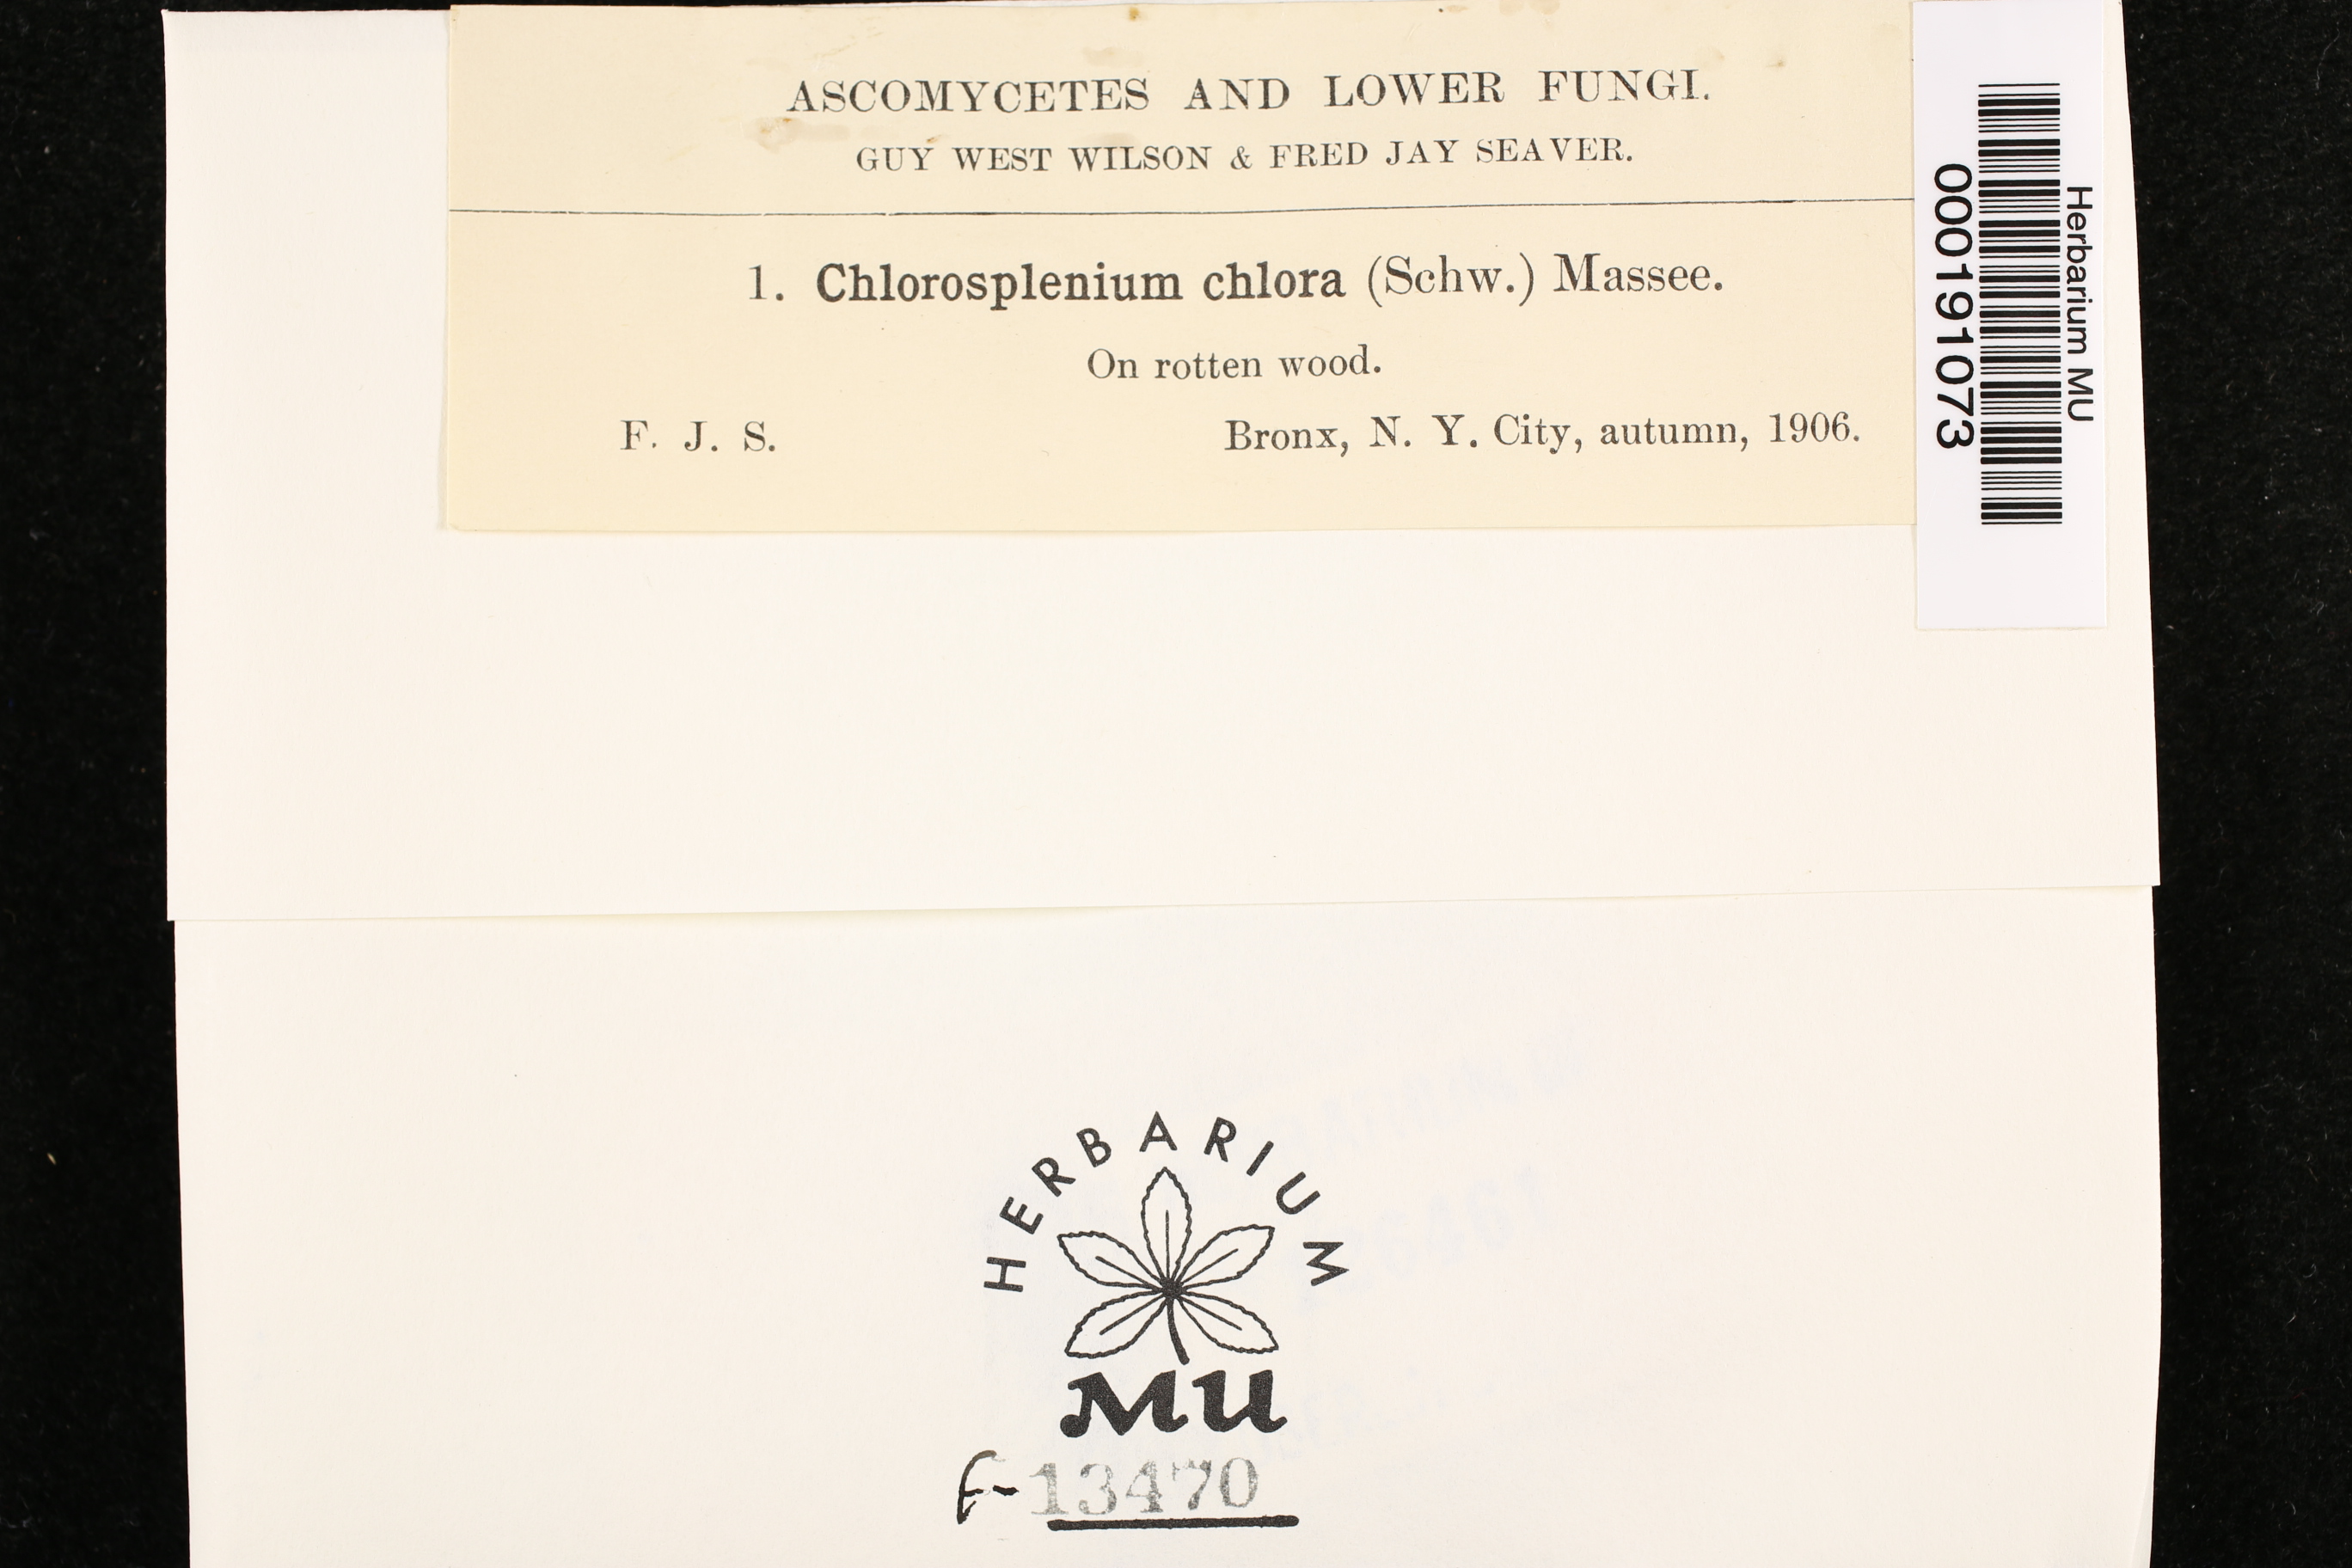 ASCOMYCETES AND LOWER FUNGI.
GUY WEST WILSON & FRED JAY SEAVER.
1. Chlorosplenium chlora (Schw.) Massee.
On rotten wood.
F. J. S. Bronx, N. Y. City, autumn, 1906.
Herbarium MU
000191073
HERBARIUM
MU
F-13470